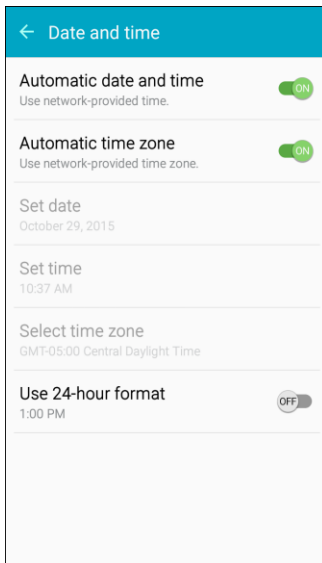 Date and time
Automatic date and time
Use network-provided time.
ON
Automatic time zone
Use network-provided time zone.
ON
Set date
October 29, 2015
Set time
10:37 AM
Select time zone
GMT-05:00 Central Daylight Time
Use 24-hour format
1:00 PM
OFF